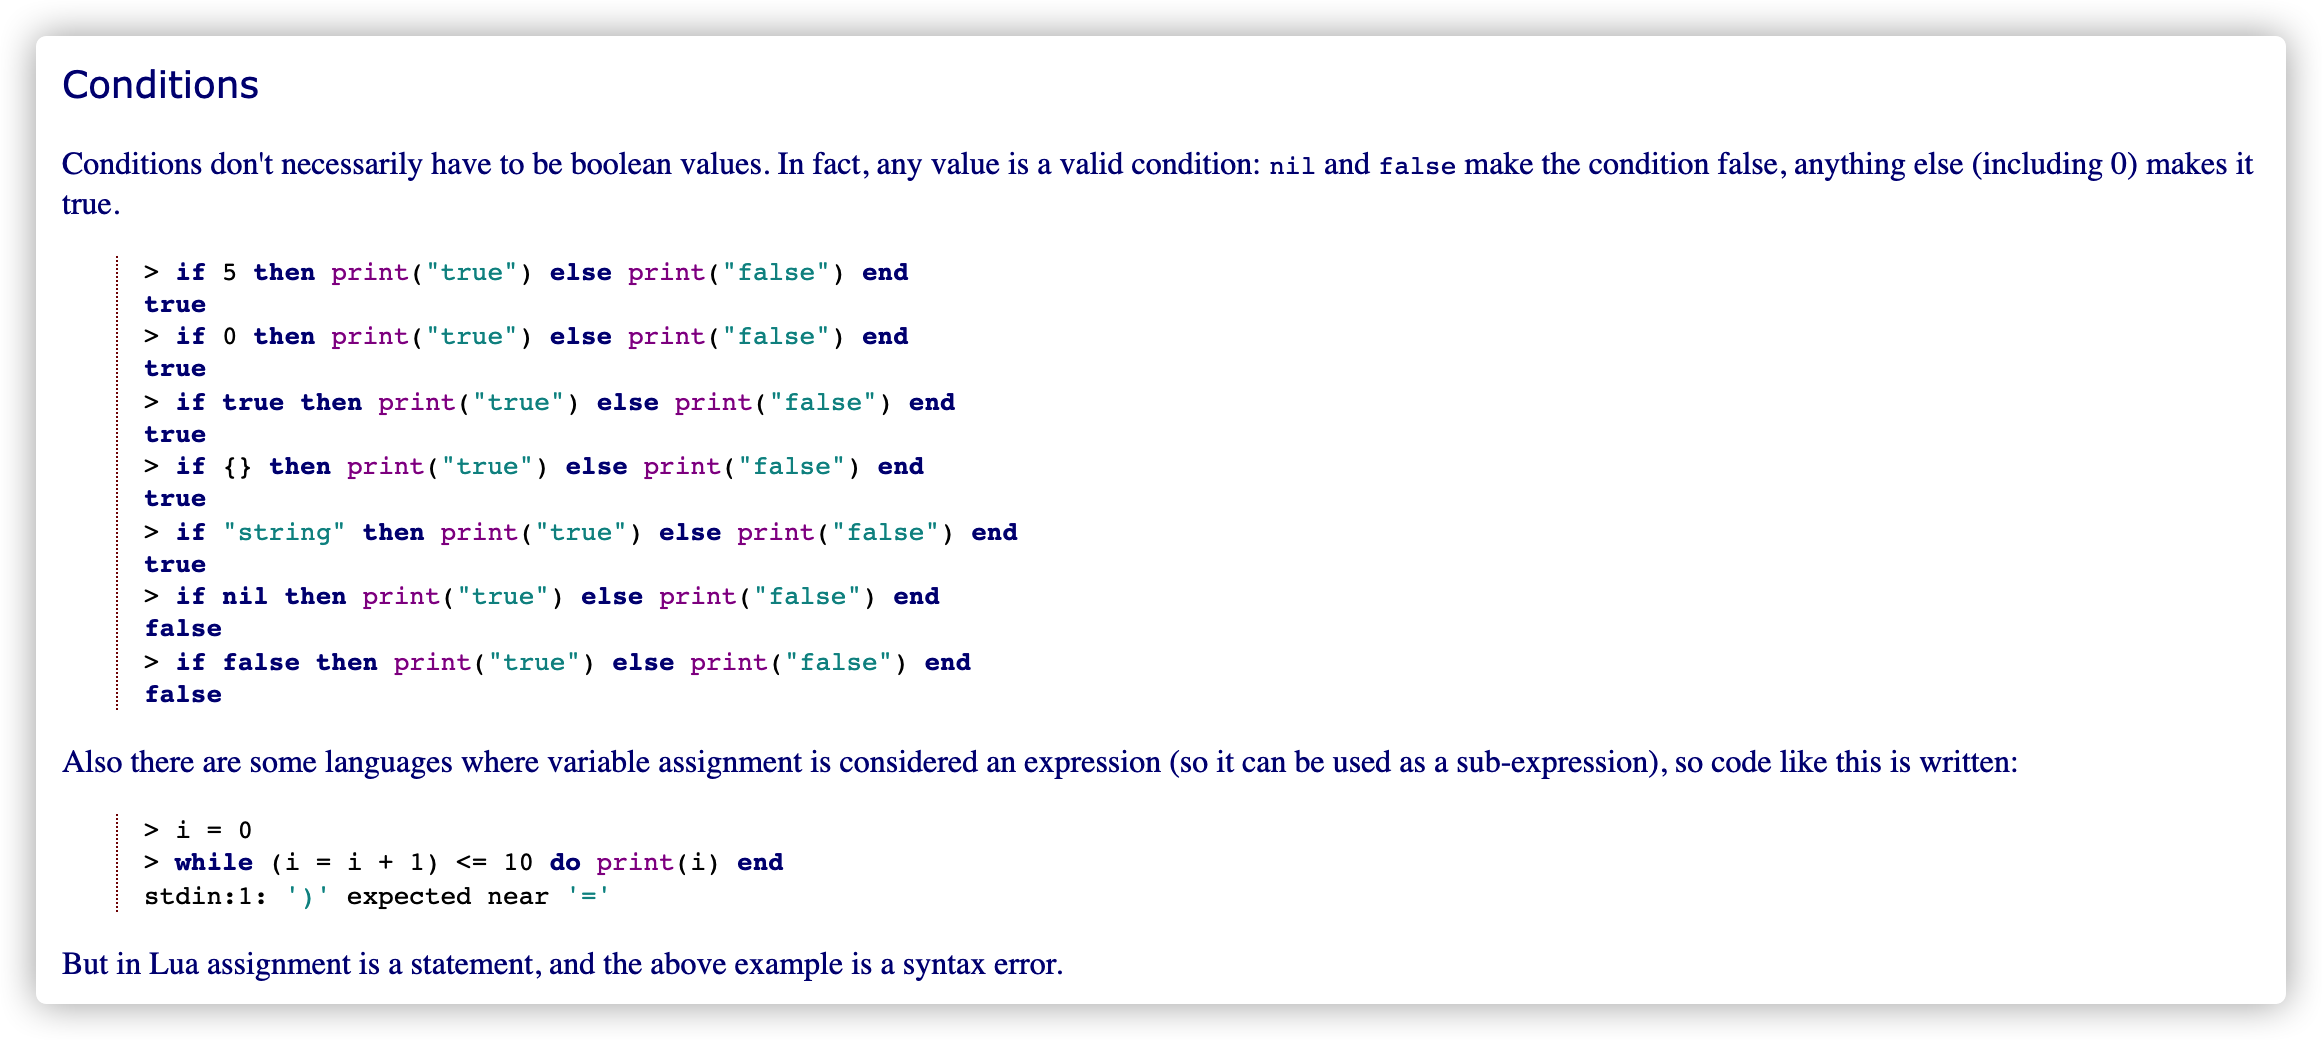 Conditions
Conditions don't necessarily have to be boolean values. In fact, any value is a valid condition: nil and false make the condition false, anything else (including 0) makes it
true.
> if 5 then print("true") else print("false") end
true
> if 0 then print("true") else print("false") end
true
> if true then print("true") else print("false") end
true
> if {} then print("true") else print("false") end
true
> if "string" then print("true") else print("false") end
true
> if nil then print("true") else print("false") end
false
> if false then print("true") else print("false") end
false
Also there are some languages where variable assignment is considered an expression (so it can be used as a sub-expression), so code like this is written:
> i = 0
> while (i = i + 1) <= 10 do print(i) end
stdin:1: ')' expected near '='
But in Lua assignment is a statement, and the above example is a syntax error.